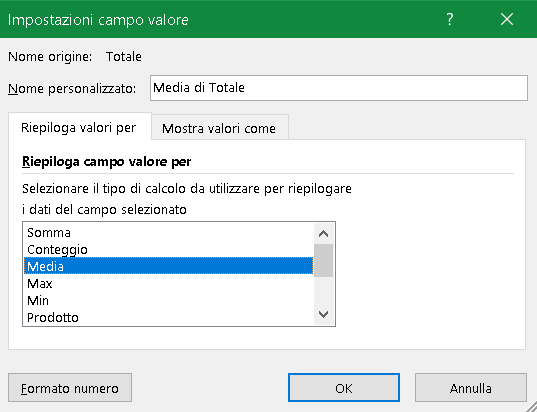 Impostazioni campo valore ? ×
Nome origine: Totale
Nome personalizzato: Media di Totale
Riepiloga valori per Mostra valori come
Riepiloga campo valore per
Selezionare il tipo di calcolo da utilizzare per riepilogare
i dati del campo selezionato
Somma
Conteggio
Media
Max
Min
Prodotto
Formato numero OK Annulla